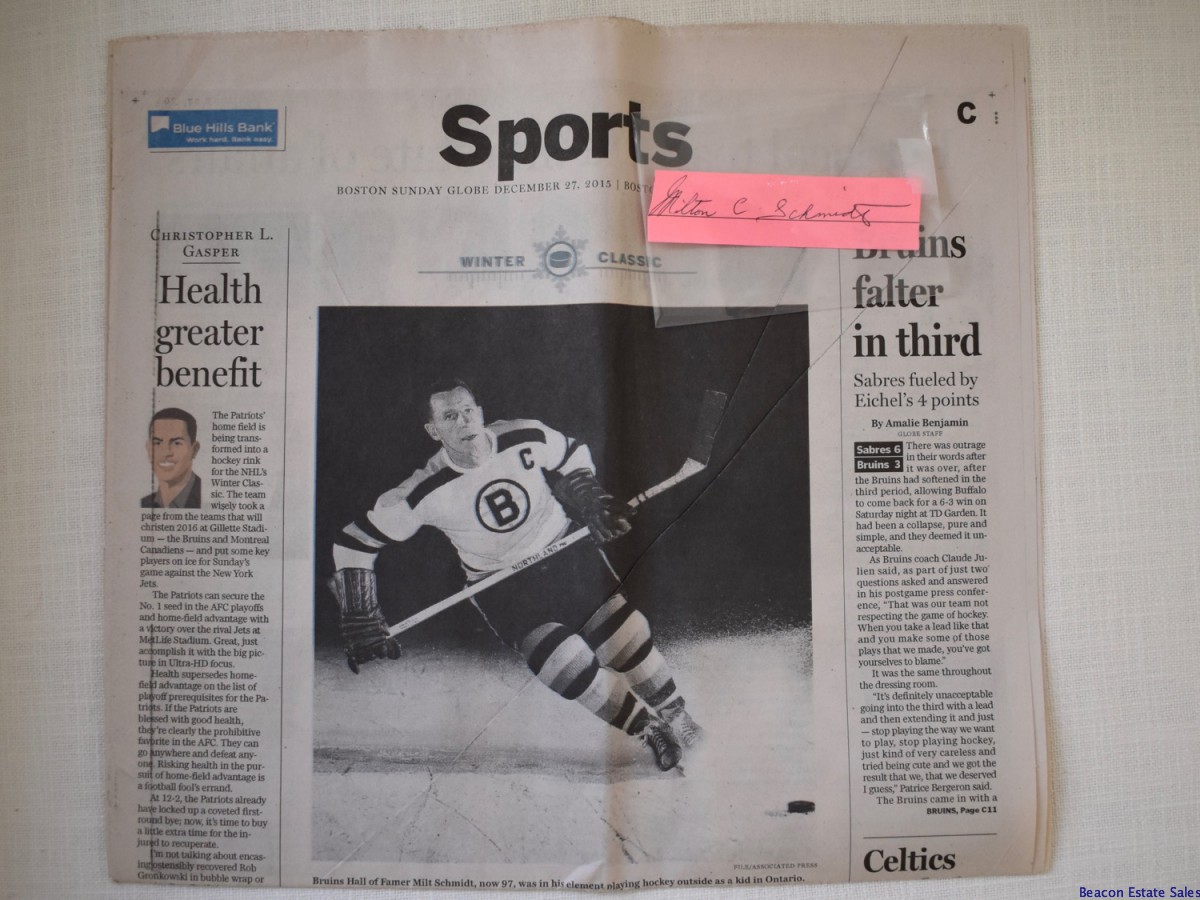 Blue Hills Bank
Work hard. Bank easy.
Sports
C
BOSTON SUNDAY GLOBE DECEMBER 27, 2015 |
Milton C. Schmidt
CHRISTOPHER L.
GASPER
Health
greater
benefit
The Patriots'
home field is
being trans-
formed into a
hockey rink
for the NHL's
Winter Clas-
sic. The team
wisely took a
page from the teams that will
christen 2016 at Gillette Stadi-
um — the Bruins and Montreal
Canadiens — and put some key
players on ice for Sunday's
game against the New York
Jets.
The Patriots can secure the
No. 1 seed in the AFC playoffs
and home-field advantage with
a victory over the rival Jets at
MetLife Stadium. Great, just
accomplish it with the big pic-
ture in Ultra-HD focus.
Health supersedes home-
field advantage on the list of
playoff prerequisites for the Pa-
triots. If the Patriots are
blessed with good health,
they're clearly the prohibitive
favorite in the AFC. They can
go anywhere and defeat any-
one. Risking health in the pur-
suit of home-field advantage is
a football fool's errand.
At 12-2, the Patriots already
have locked up a coveted first-
round bye; now, it's time to buy
a little extra time for the in-
jured to recuperate.
I'm not talking about encas-
ing ostensibly recovered Rob
Gronkowski in bubble wrap or
WINTER CLASSIC
C
B
NORTHLAND
FILE/ASSOCIATED PRESS
Bruins Hall of Famer Milt Schmidt, now 97, was in his element playing hockey outside as a kid in Ontario.
Bruins
falter
in third
Sabres fueled by
Eichel's 4 points
By Amalie Benjamin
GLOBE STAFF
Sabres 6
Bruins 3
There was outrage
in their words after
it was over, after
the Bruins had softened in the
third period, allowing Buffalo
to come back for a 6-3 win on
Saturday night at TD Garden. It
had been a collapse, pure and
simple, and they deemed it un-
acceptable.
As Bruins coach Claude Ju-
lien said, as part of just two
questions asked and answered
in his postgame press confer-
ence, "That was our team not
respecting the game of hockey.
When you take a lead like that
and you make some of those
plays that we made, you've got
yourselves to blame."
It was the same throughout
the dressing room.
"It's definitely unacceptable
going into the third with a lead
and then extending it and just
— stop playing the way we want
to play, stop playing hockey,
just kind of very careless and
tried being cute and we got the
result that we, that we deserved
I guess," Patrice Bergeron said.
The Bruins came in with a
BRUINS, Page C11
Celtics
Beacon Estate Sales